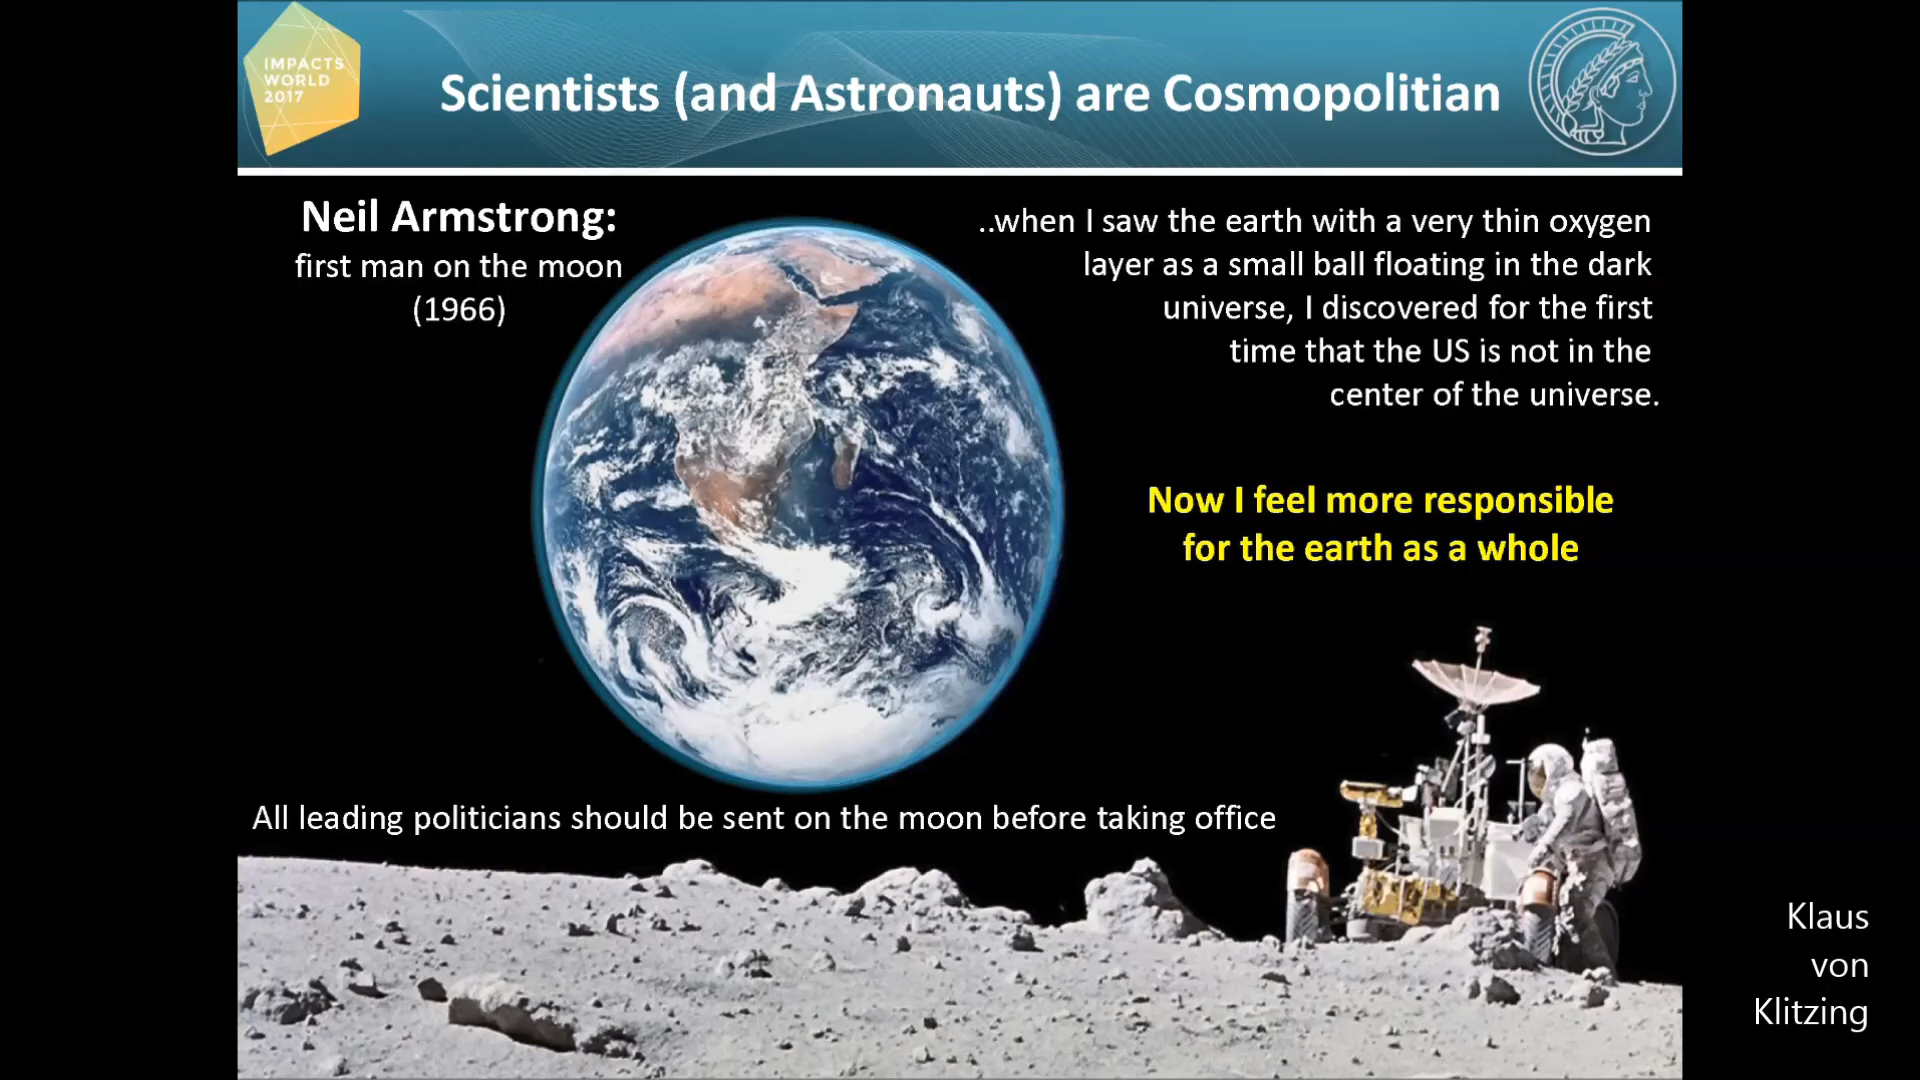 IMPACTS
WORLD
2017
Scientists (and Astronauts) are Cosmopolitian
Neil Armstrong:
first man on the moon
(1966)
..when I saw the earth with a very thin oxygen
layer as a small ball floating in the dark
universe, I discovered for the first
time that the US is not in the
center of the universe.
Now I feel more responsible
for the earth as a whole
All leading politicians should be sent on the moon before taking office
Klaus
von
Klitzing